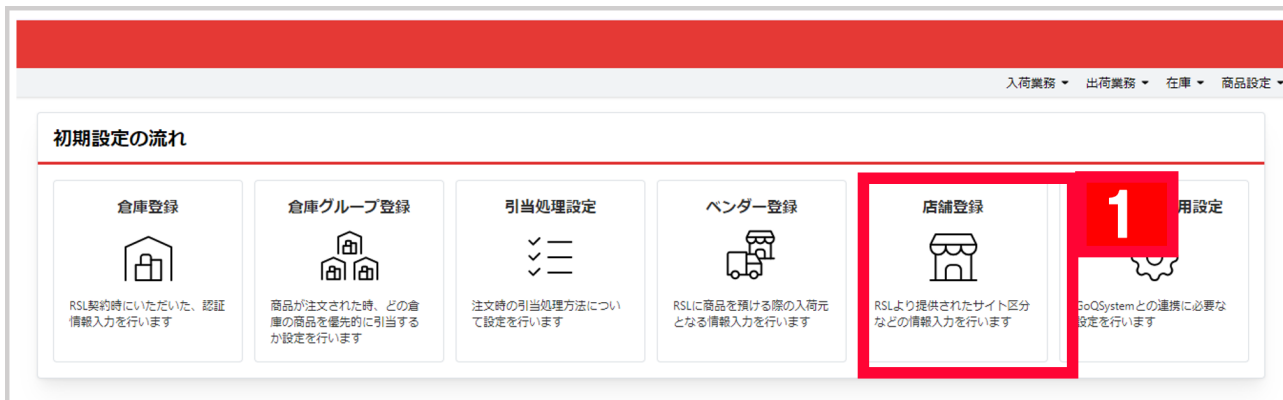 入荷業務 出荷業務 在庫 商品設定
初期設定の流れ
倉庫登録
RSL契約時にいただいた、認証
情報入力を行います
倉庫グループ登録
商品が注文された時、どの倉
庫の商品を優先的に引当する
か設定を行います
引当処理設定
注文時の引当処理方法につい
て設定を行います
ベンダー登録
RSLに商品を預ける際の入荷元
となる情報入力を行います
店舗登録
RSLより提供されたサイト区分
などの情報入力を行います
1
用設定
GoQSystemとの連携に必要な
設定を行います